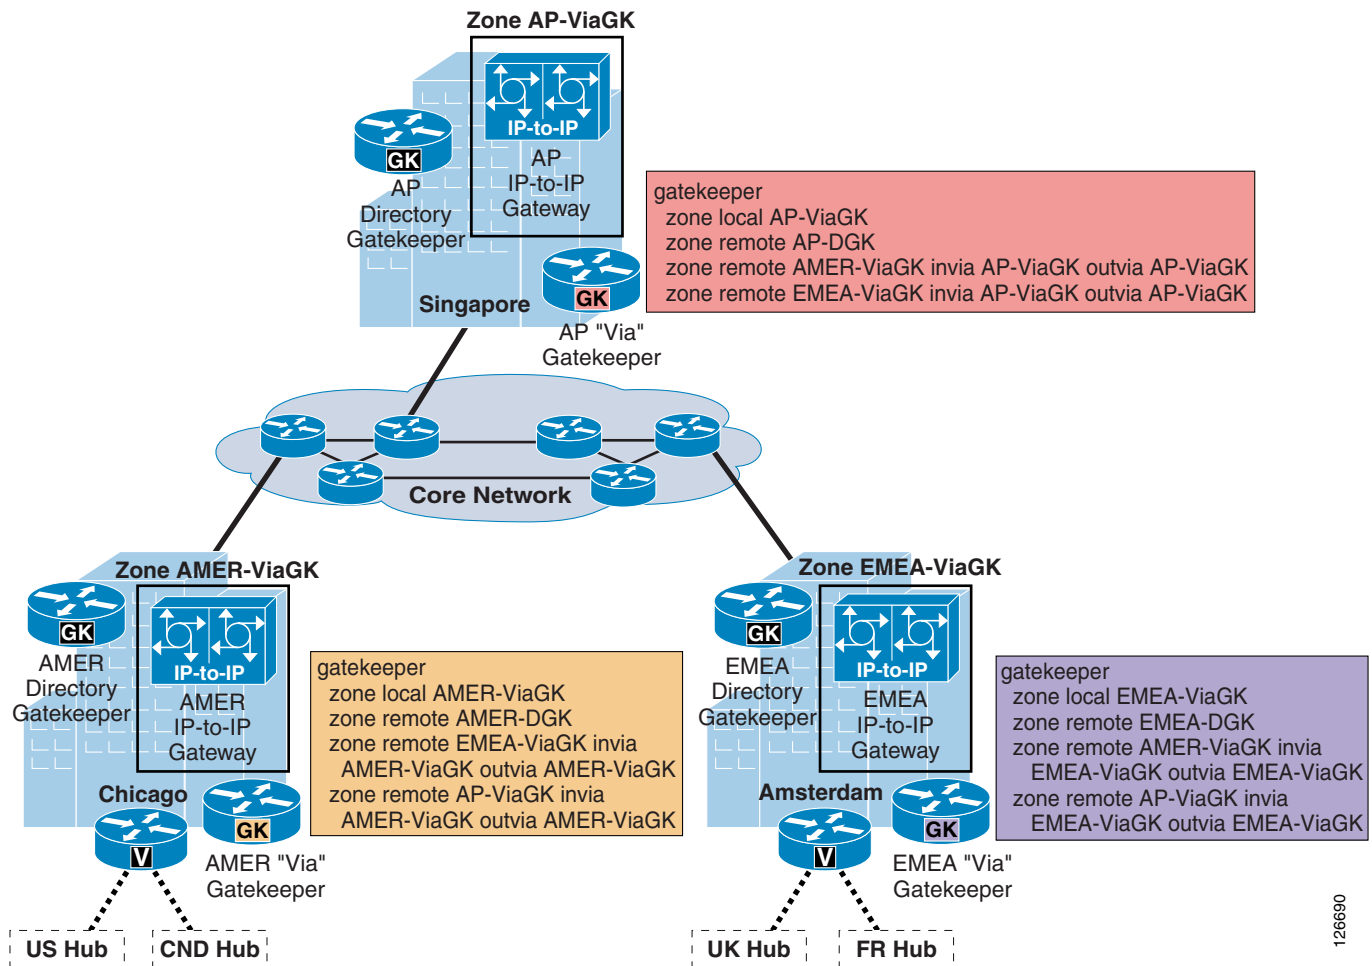 Zone AP-ViaGK
IP-to-IP
GK
AP
IP-to-IP
Gateway
AP
Directory
Gatekeeper
gatekeeper
zone local AP-ViaGK
zone remote AP-DGK
zone remote AMER-ViaGK invia AP-ViaGK outvia AP-ViaGK
zone remote EMEA-ViaGK invia AP-ViaGK outvia AP-ViaGK
Singapore
GK
AP "Via"
Gatekeeper
Core Network
Zone AMER-ViaGK
GK
IP-to-IP
AMER
Directory
Gatekeeper
AMER
IP-to-IP
Gateway
gatekeeper
zone local AMER-ViaGK
zone remote AMER-DGK
zone remote EMEA-ViaGK invia
AMER-ViaGK outvia AMER-ViaGK
zone remote AP-ViaGK invia
AMER-ViaGK outvia AMER-ViaGK
Chicago
GK
V
AMER "Via"
Gatekeeper
US Hub
CND Hub
Zone EMEA-ViaGK
GK
IP-to-IP
EMEA
Directory
Gatekeeper
EMEA
IP-to-IP
Gateway
gatekeeper
zone local EMEA-ViaGK
zone remote EMEA-DGK
zone remote AMER-ViaGK invia
EMEA-ViaGK outvia EMEA-ViaGK
zone remote AP-ViaGK invia
EMEA-ViaGK outvia EMEA-ViaGK
Amsterdam
GK
V
EMEA "Via"
Gatekeeper
UK Hub
FR Hub
126690